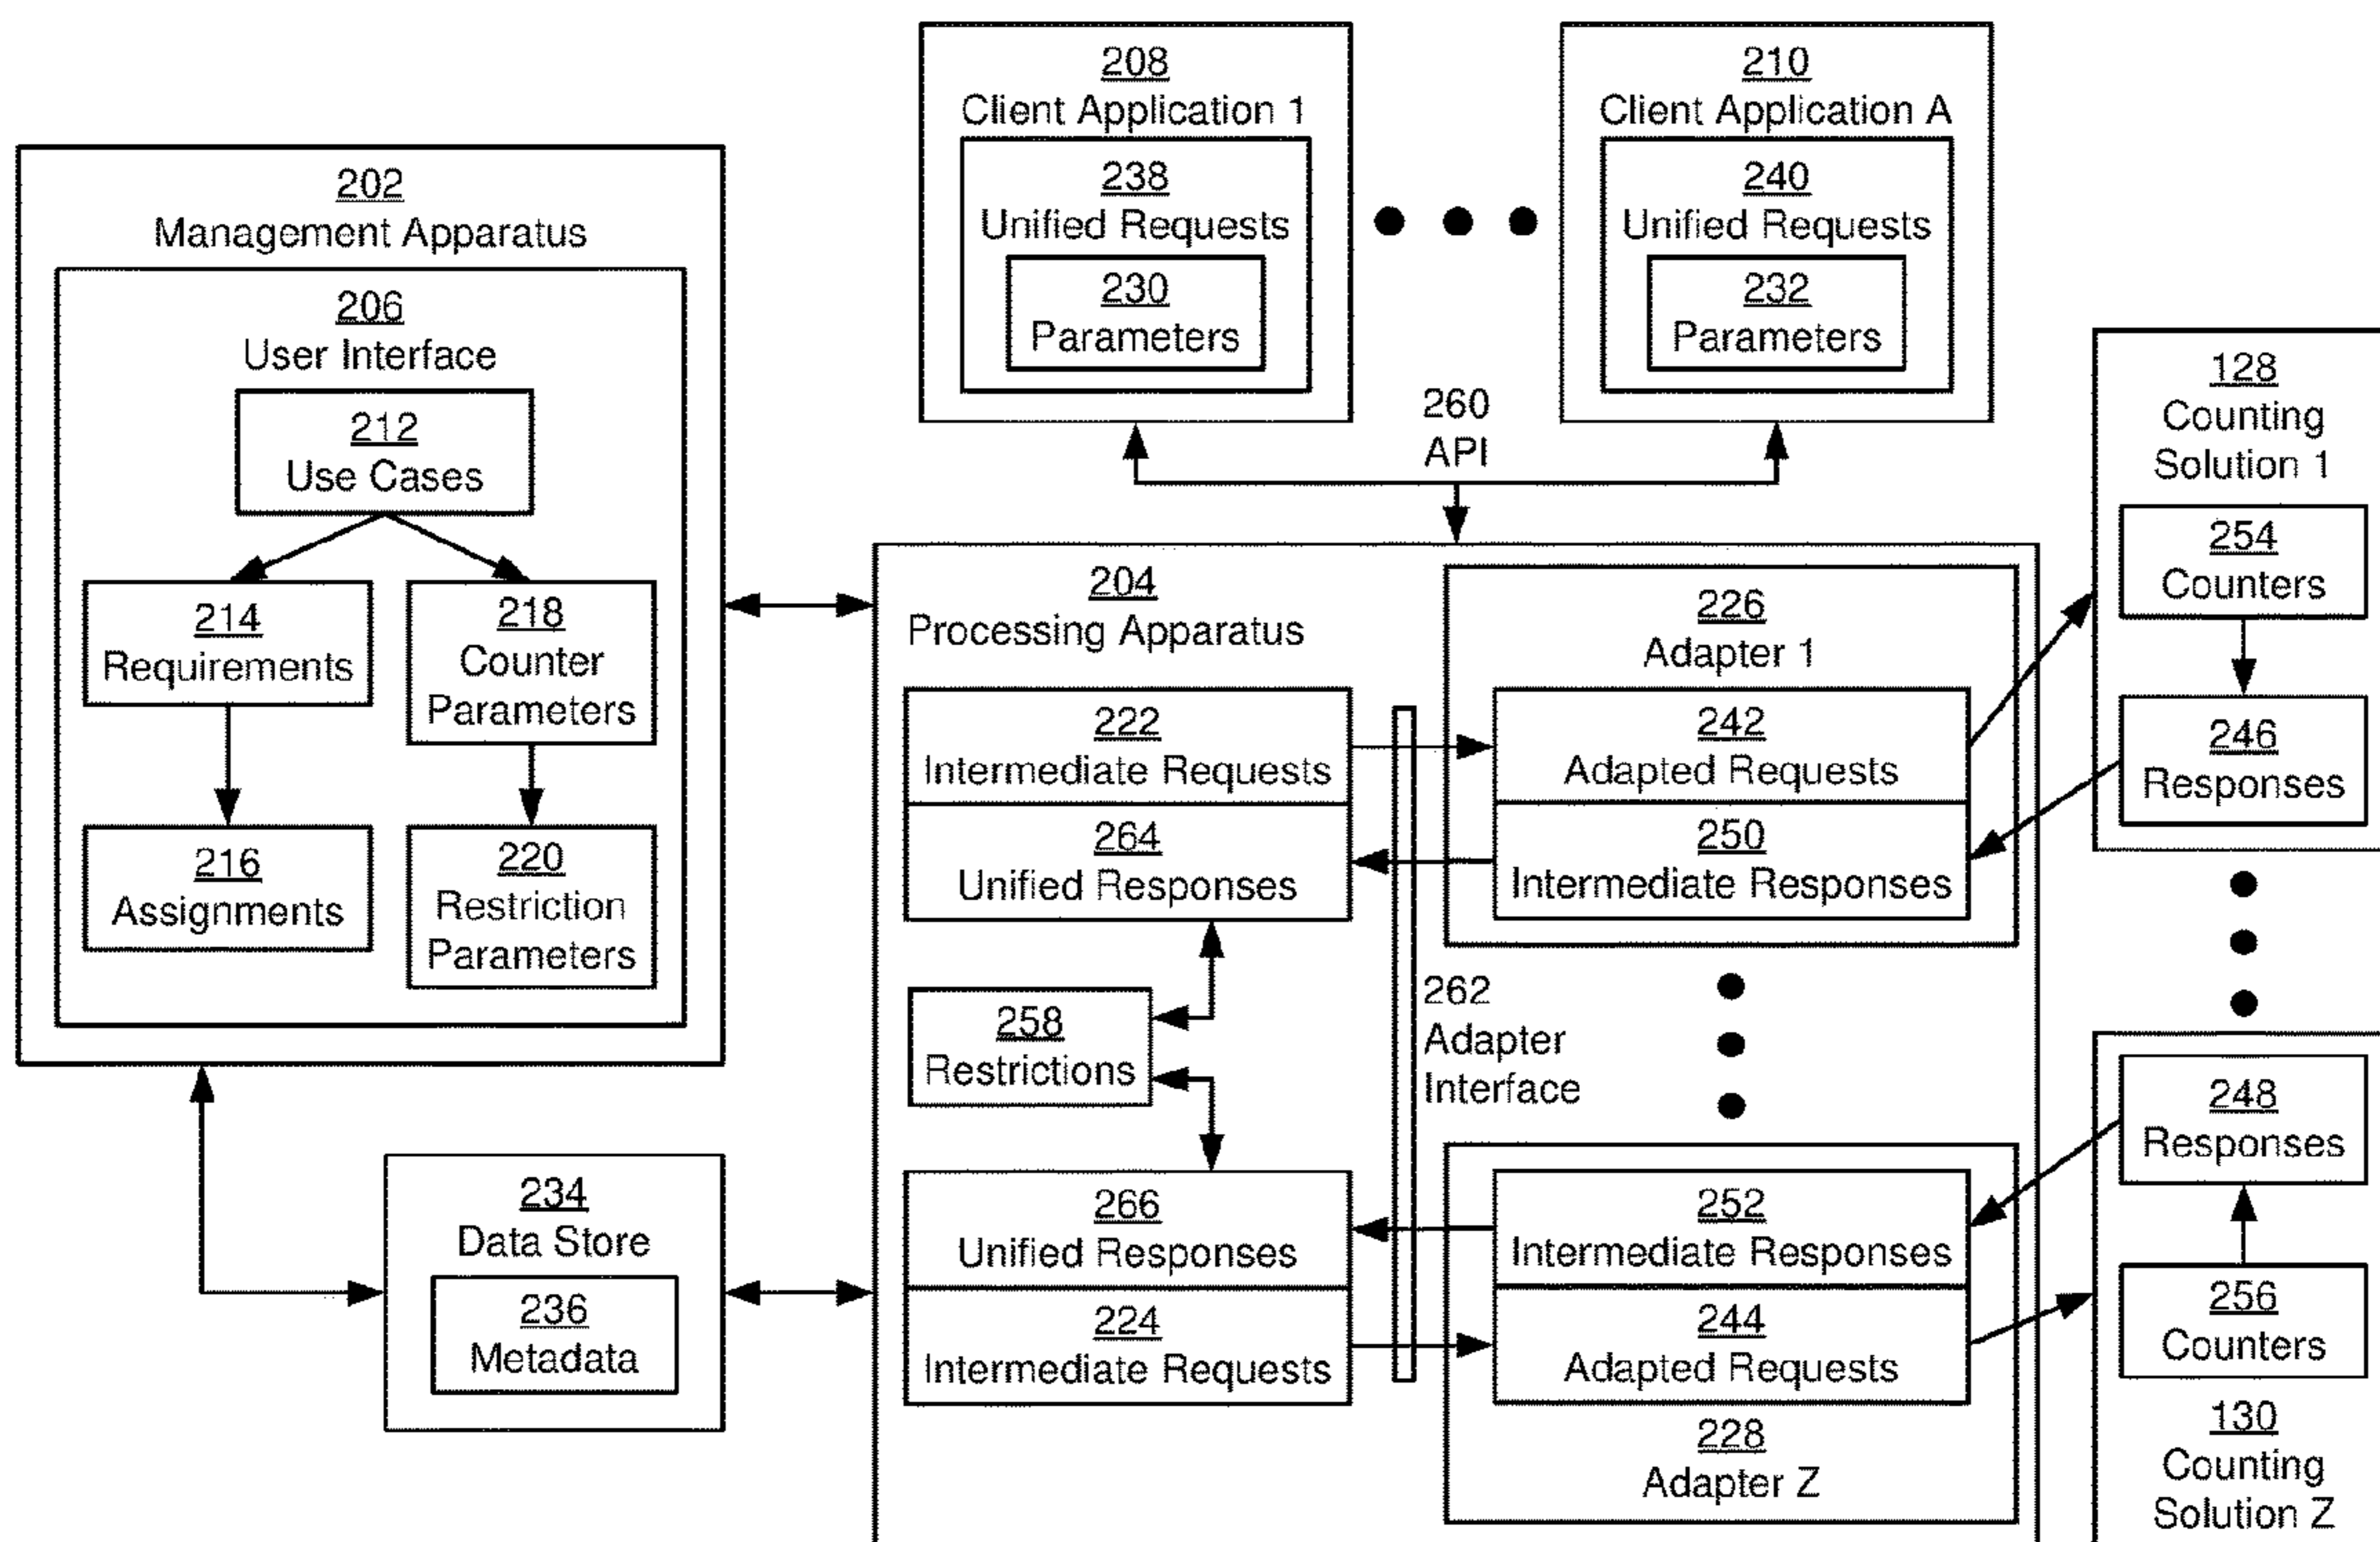 208
Client Application 1
238
Unified Requests
230
Parameters
210
Client Application A
240
Unified Requests
232
Parameters
260
API
202
Management Apparatus
206
User Interface
212
Use Cases
214
Requirements
218
Counter
Parameters
216
Assignments
220
Restriction
Parameters
234
Data Store
236
Metadata
204
Processing Apparatus
222
Intermediate Requests
264
Unified Responses
258
Restrictions
266
Unified Responses
224
Intermediate Requests
262
Adapter
Interface
226
Adapter 1
242
Adapted Requests
250
Intermediate Responses
252
Intermediate Responses
244
Adapted Requests
228
Adapter Z
128
Counting
Solution 1
254
Counters
246
Responses
248
Responses
256
Counters
130
Counting
Solution Z